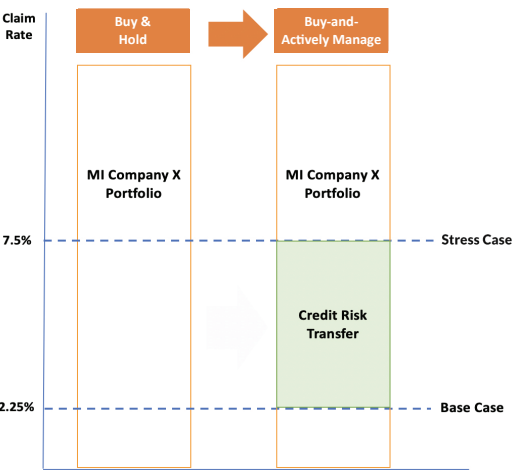 Claim
Rate
Buy &
Hold
Buy-and-
Actively Manage
MI Company X
Portfolio
MI Company X
Portfolio
7.5%
Stress Case
Credit Risk
Transfer
2.25%
Base Case